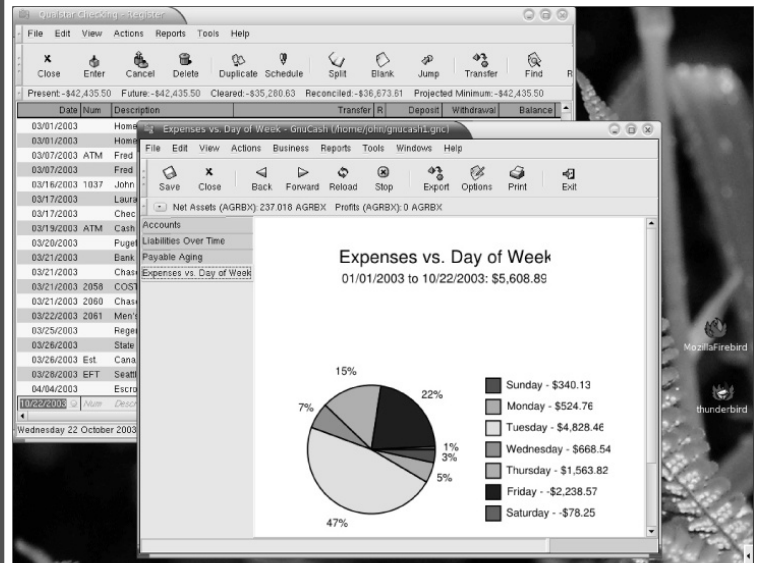 Qualstar Checking - Register
File Edit View Actions Reports Tools Help
Close Enter Cancel Delete Duplicate Schedule Split Blank Jump Transfer Find R
Present:-$42,435.50 Future:-$42,435.50 Cleared:-$35,280.63 Reconciled:-$36,673.61 Projected Minimum:-$42,435.50
Date Num Description Transfer R Deposit Withdrawal Balance
03/01/2003 Home
03/01/2003 Home
03/07/2003 ATM Fred
03/07/2003 Fred
03/16/2003 1037 John
03/17/2003 Laura
03/17/2003 Chec
03/19/2003 ATM Cash
03/20/2003 Puget
03/21/2003 Bank
03/21/2003 Chas
03/21/2003 2058 COST
03/21/2003 2060 Chas
03/22/2003 2061 Men's
03/25/2003 Rege
03/26/2003 State
03/26/2003 Est. Cana
03/28/2003 EFT Seatt
04/04/2003 Escro
10/22/2003 Num Descr
Wednesday 22 October 2003
Expenses vs. Day of Week - GnuCash (/home/john/gnucash1.gnc)
File Edit View Actions Business Reports Tools Windows Help
Save Close Back Forward Reload Stop Export Options Print Exit
Net Assets (AGRBX): 237.018 AGRBX Profits (AGRBX): 0 AGRBX
Accounts
Liabilities Over Time
Payable Aging
Expenses vs. Day of Week
Expenses vs. Day of Week
01/01/2003 to 10/22/2003: $5,608.89
15%
22%
7%
1%
3%
5%
47%
Sunday - $340.13
Monday - $524.76
Tuesday - $4,828.46
Wednesday - $668.54
Thursday - $1,563.82
Friday - -$2,238.57
Saturday - -$78.25
MozillaFirebird
thunderbird